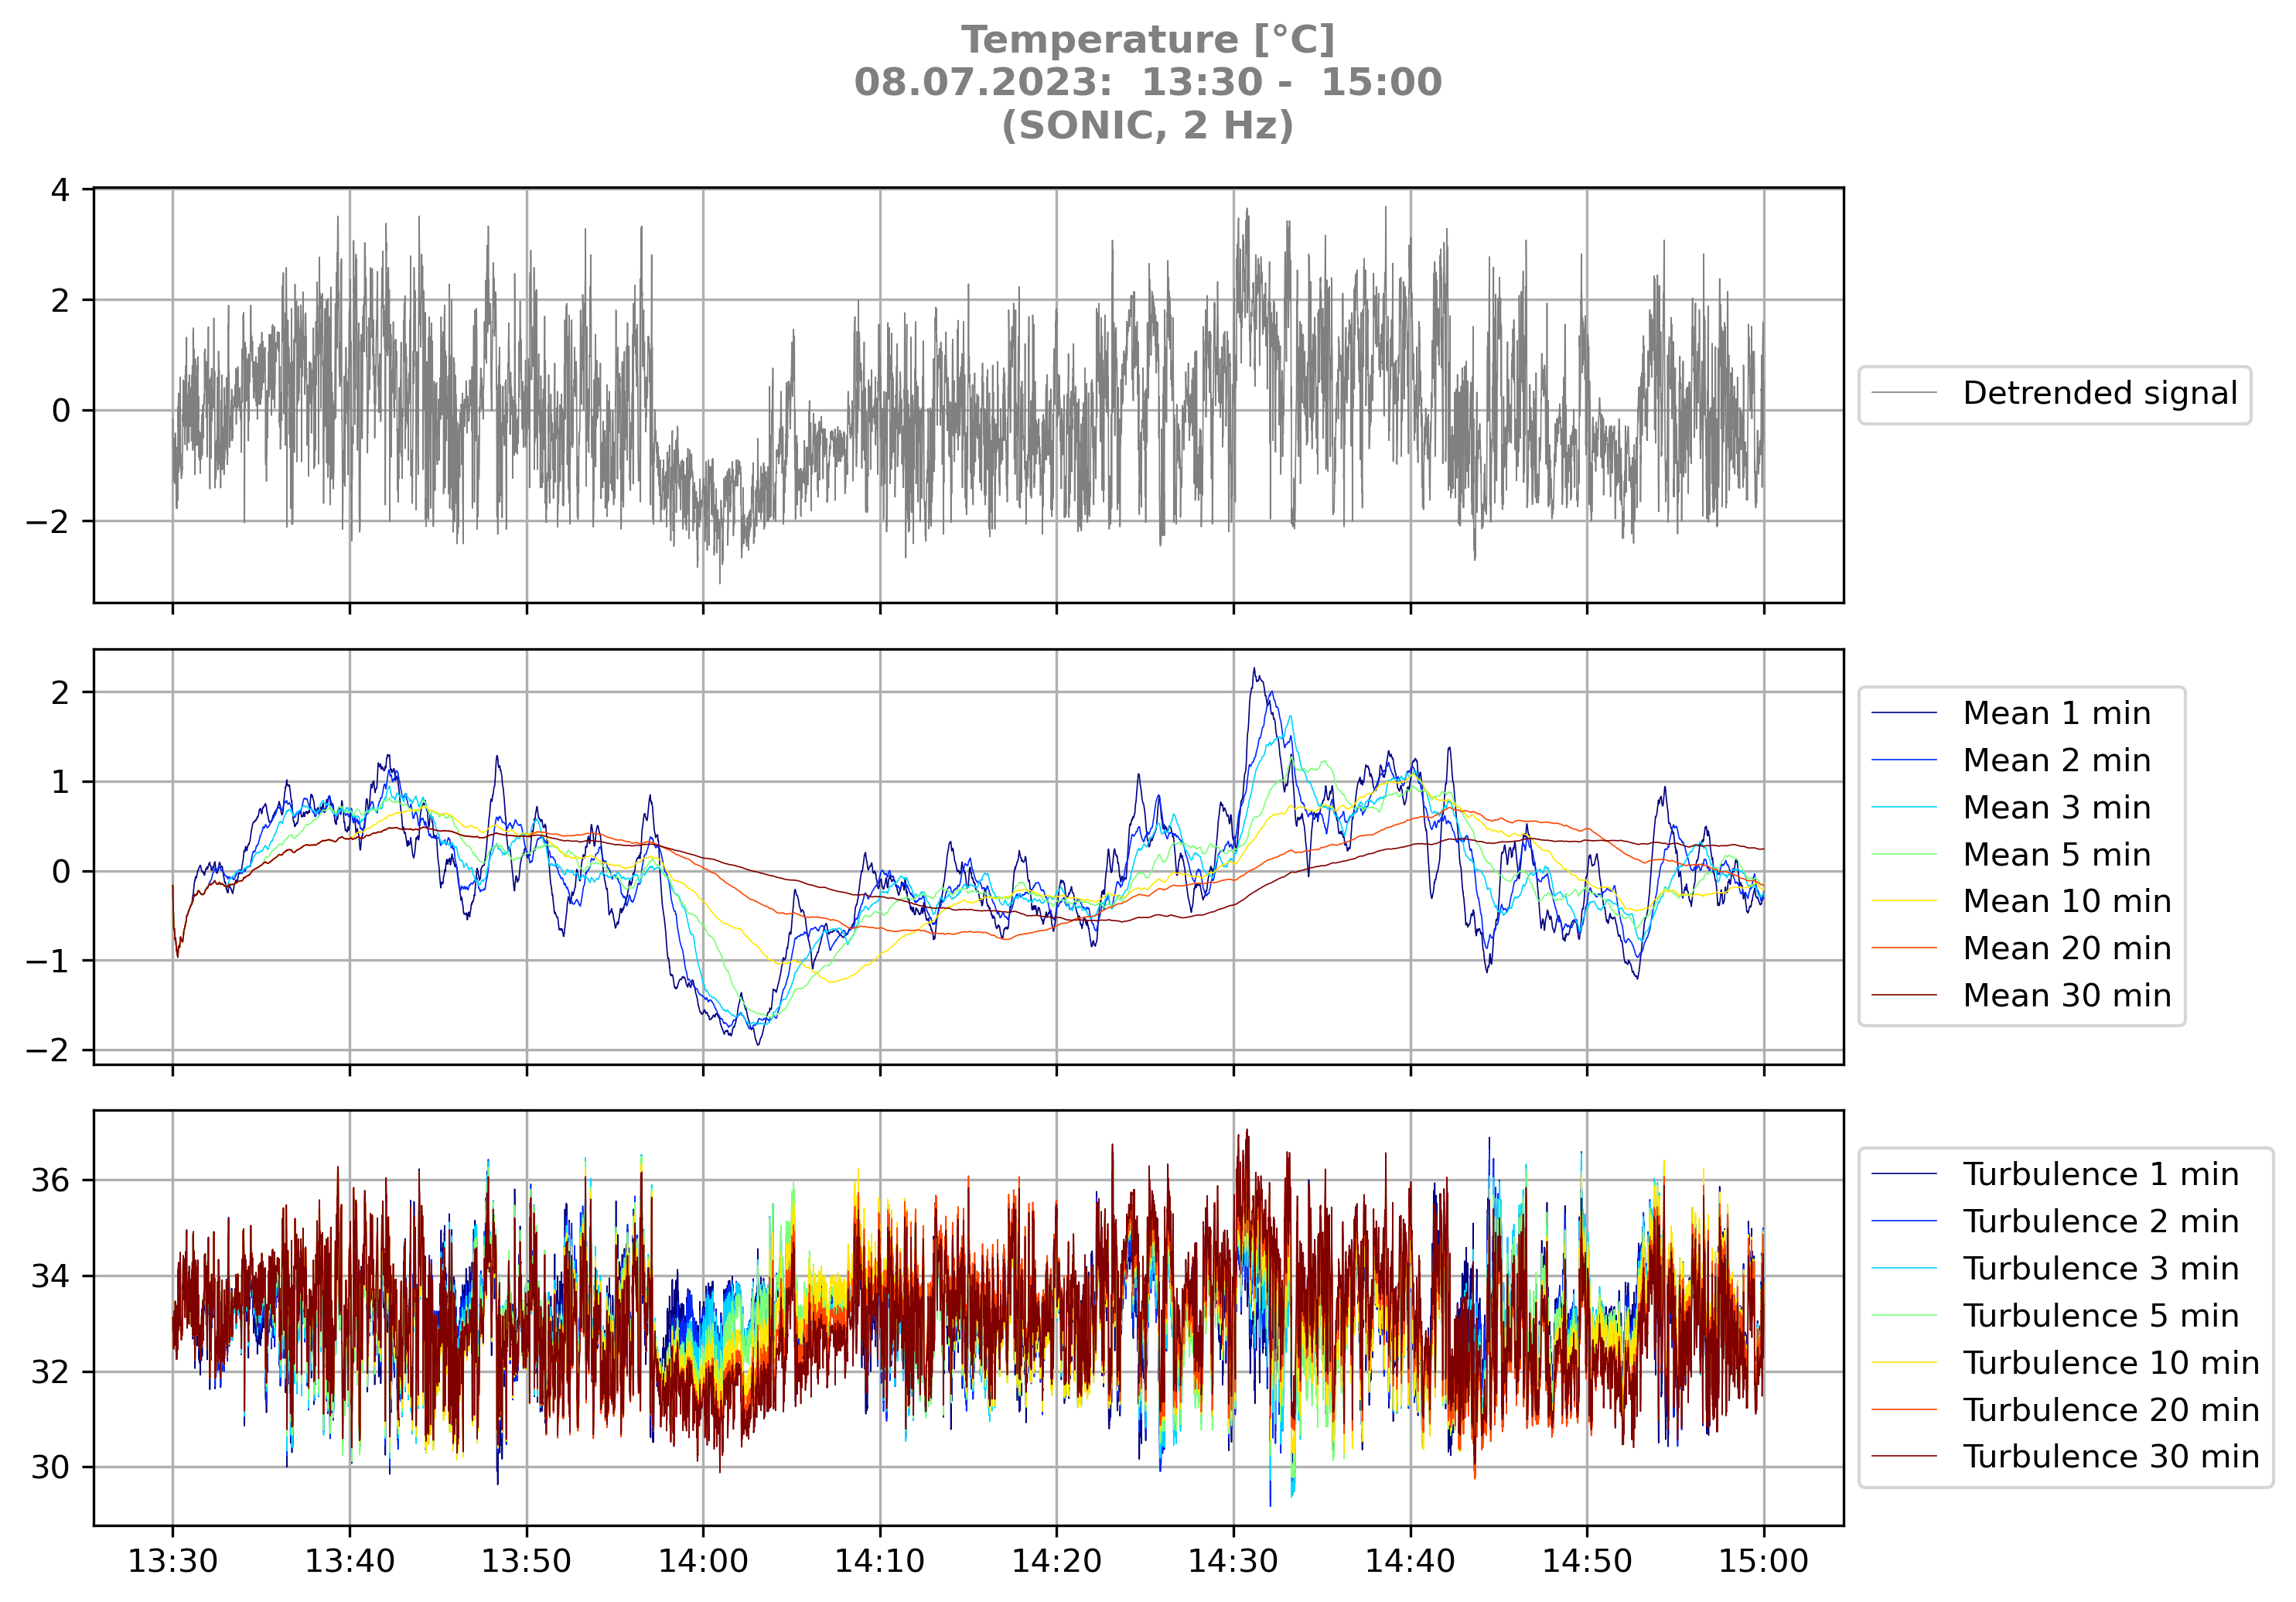 Temperature [°C]
08.07.2023:  13:30 -  15:00
(SONIC, 2 Hz)
4
2
0
−2
Detrended signal
2
1
0
−1
−2
Mean 1 min
Mean 2 min
Mean 3 min
Mean 5 min
Mean 10 min
Mean 20 min
Mean 30 min
36
34
32
30
Turbulence 1 min
Turbulence 2 min
Turbulence 3 min
Turbulence 5 min
Turbulence 10 min
Turbulence 20 min
Turbulence 30 min
13:30 13:40 13:50 14:00 14:10 14:20 14:30 14:40 14:50 15:00